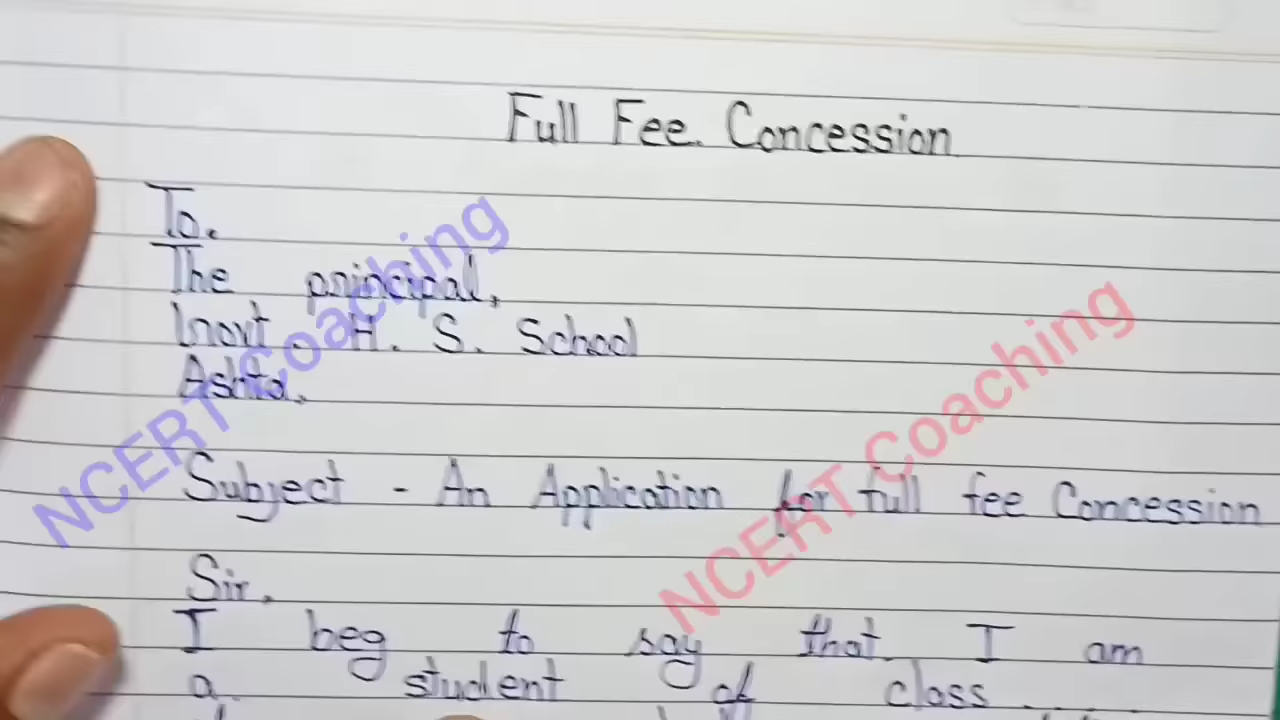 Full Fee. Concession
To.
The principal,
Govt. H. S. School
Ashta.
Subject - An Application for full fee Concession
Sir,
I beg to say that I am
a student of class .....
NCERT Coaching
NCERT Coaching